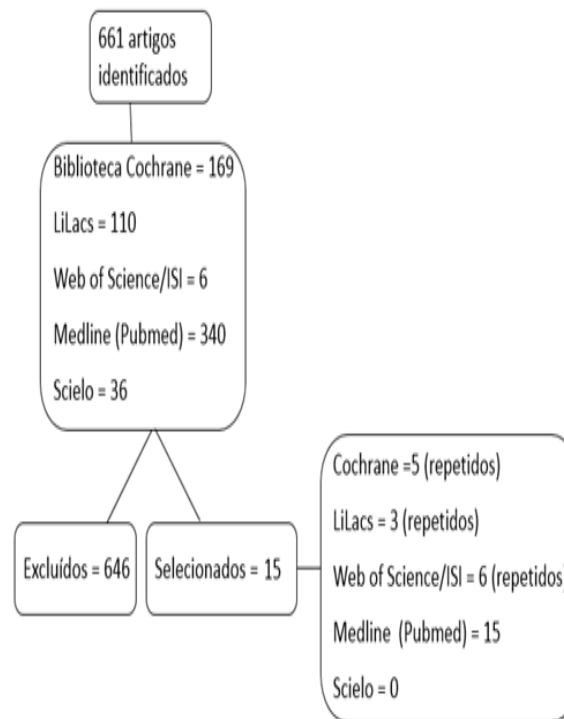 661 artigos
identificados
Biblioteca Cochrane = 169
LiLacs = 110
Web of Science/ISI = 6
Medline (Pubmed) = 340
Scielo = 36
Excluídos = 646
Selecionados = 15
Cochrane =5 (repetidos)
LiLacs = 3 (repetidos)
Web of Science/ISI = 6 (repetidos)
Medline (Pubmed) = 15
Scielo = 0